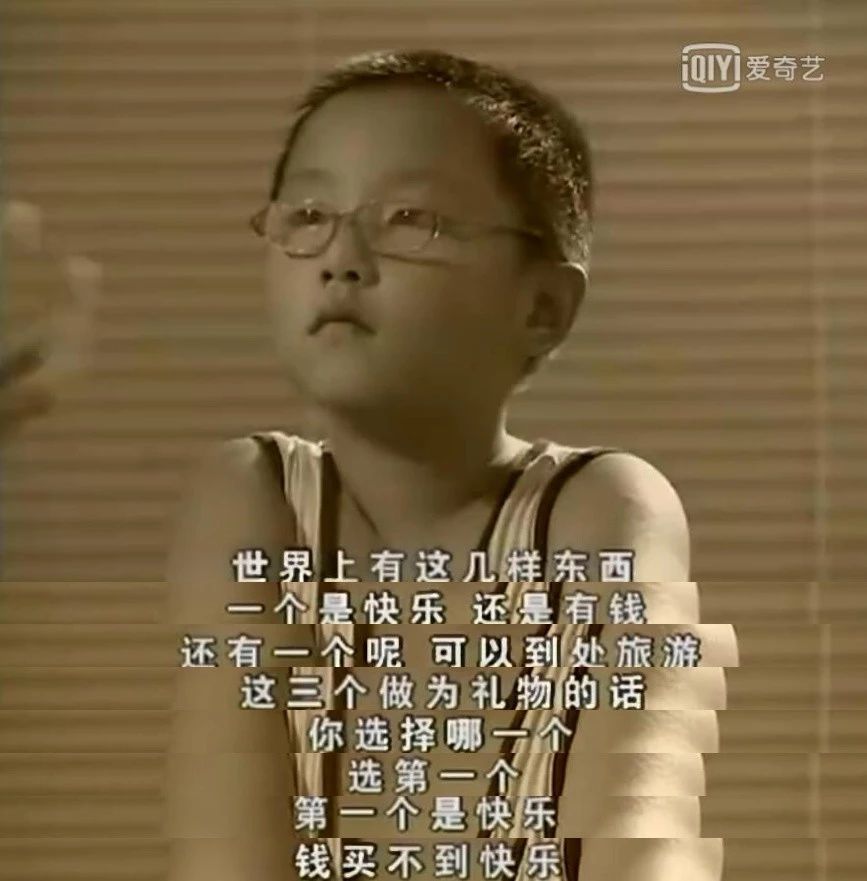 iQIYI 爱奇艺
世界上有这几样东西
一个是快乐 还是有钱
还有一个呢 可以到处旅游
这三个做为礼物的话
你选择哪一个
选第一个
第一个是快乐
钱买不到快乐